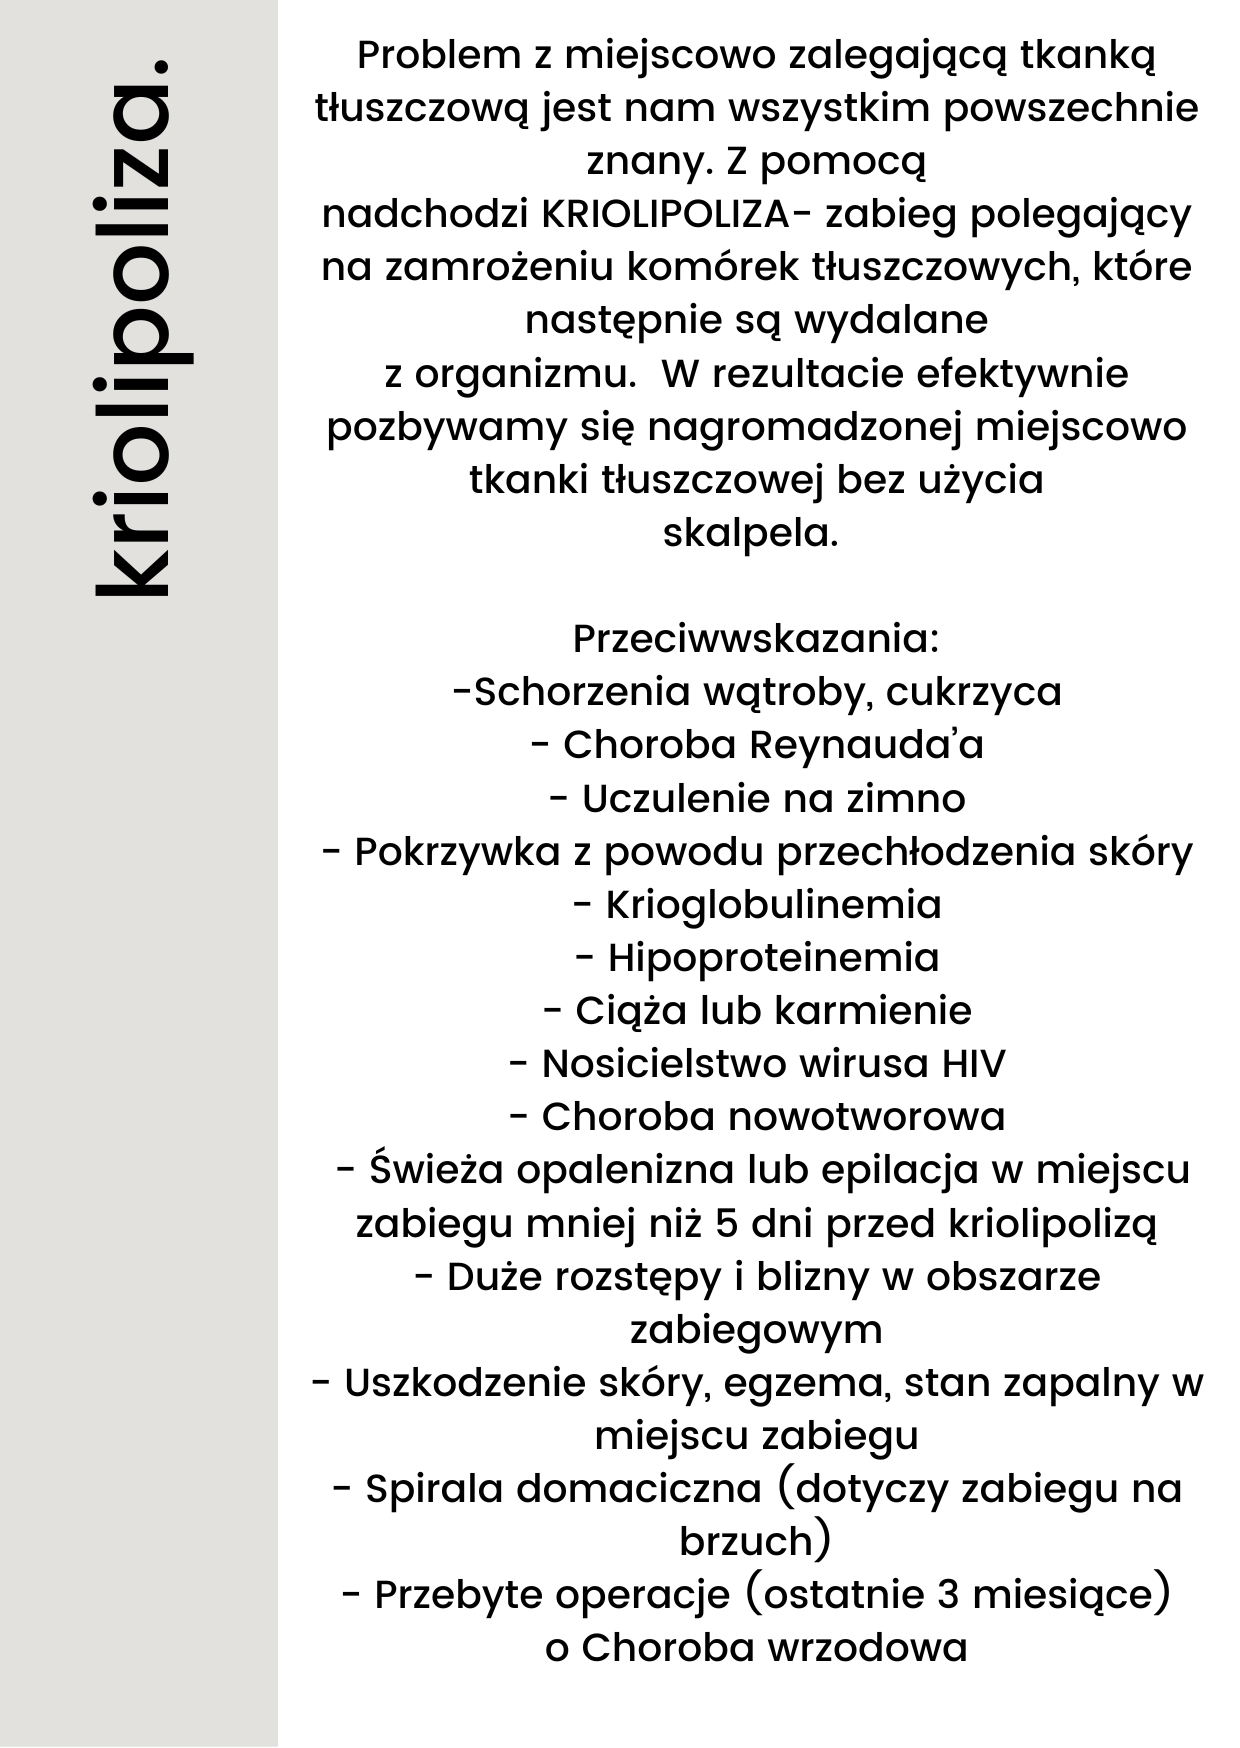 kriolipoliza.
Problem z miejscowo zalegającą tkanką
tłuszczową jest nam wszystkim powszechnie
znany. Z pomocą
nadchodzi KRIOLIPOLIZA- zabieg polegający
na zamrożeniu komórek tłuszczowych, które
następnie są wydalane
z organizmu.  W rezultacie efektywnie
pozbywamy się nagromadzonej miejscowo
tkanki tłuszczowej bez użycia
skalpela.
Przeciwwskazania:
-Schorzenia wątroby, cukrzyca
- Choroba Reynauda’a
- Uczulenie na zimno
- Pokrzywka z powodu przechłodzenia skóry
- Krioglobulinemia
- Hipoproteinemia
- Ciąża lub karmienie
- Nosicielstwo wirusa HIV
- Choroba nowotworowa
- Świeża opalenizna lub epilacja w miejscu
zabiegu mniej niż 5 dni przed kriolipolizą
- Duże rozstępy i blizny w obszarze
zabiegowym
- Uszkodzenie skóry, egzema, stan zapalny w
miejscu zabiegu
- Spirala domaciczna (dotyczy zabiegu na
brzuch)
- Przebyte operacje (ostatnie 3 miesiące)
o Choroba wrzodowa